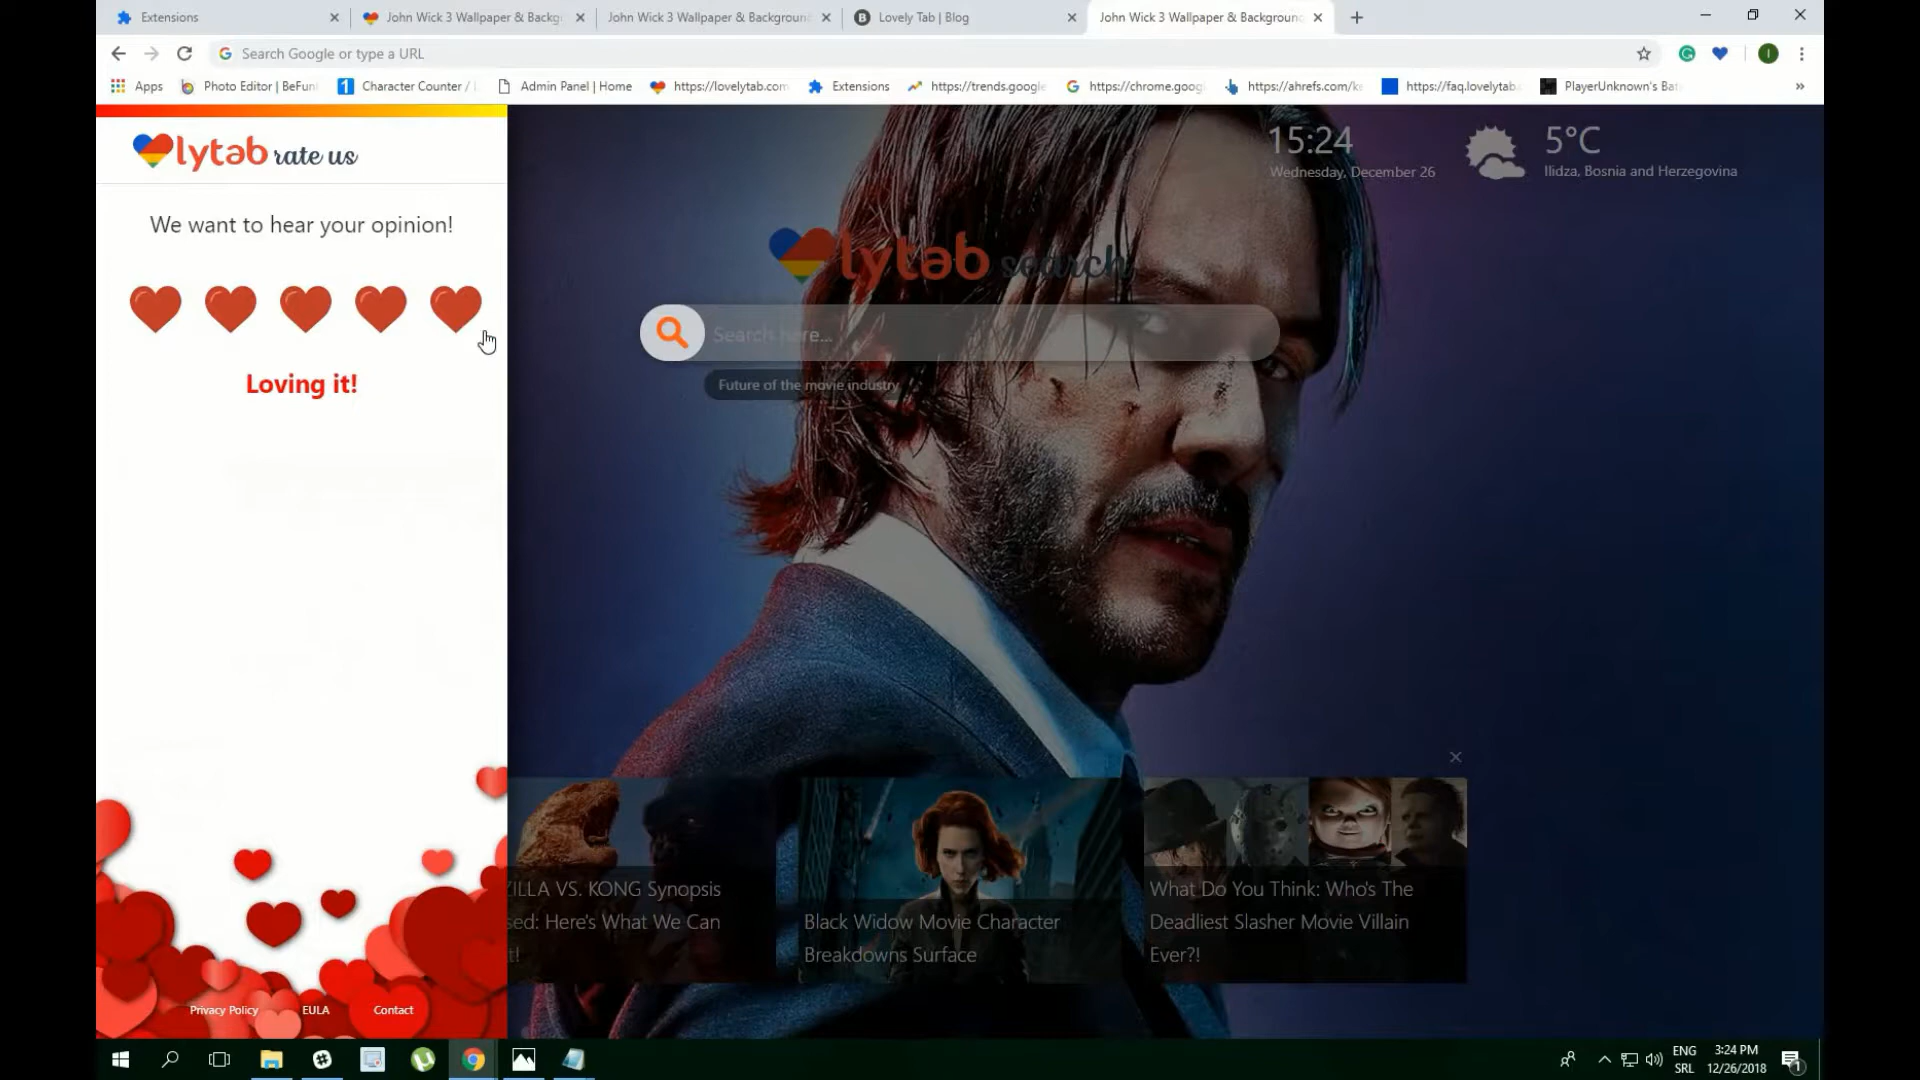 Extensions
John Wick 3 Wallpaper & Backg
John Wick 3 Wallpaper & Background
Lovely Tab | Blog
John Wick 3 Wallpaper & Background
Search Google or type a URL
Apps
Photo Editor | BeFun
Character Counter /
Admin Panel | Home
https://lovelytab.com
Extensions
https://trends.google
https://chrome.goog
https://ahrefs.com/ke
https://faq.lovelytab
PlayerUnknown's Bat
»
lytab rate us
We want to hear your opinion!
Loving it!
Privacy Policy
EULA
Contact
15:24
Wednesday, December 26
5°C
Ilidza, Bosnia and Herzegovina
lytab search
Search here...
Future of the movie industry
ZILLA VS. KONG Synopsis
sed: Here's What We Can
t!
Black Widow Movie Character
Breakdowns Surface
What Do You Think: Who's The
Deadliest Slasher Movie Villain
Ever?!
ENG
SRL
3:24 PM
12/26/2018
1